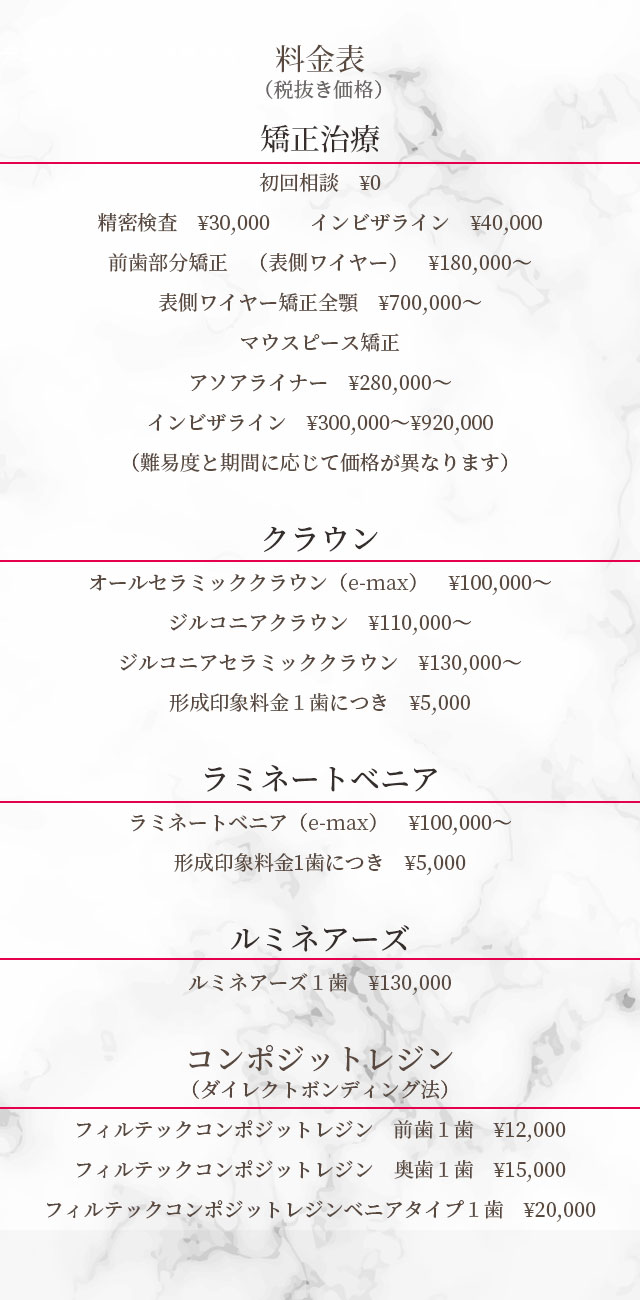 料金表
（税抜き価格）
矯正治療
初回相談　¥0
精密検査　¥30,000　　インビザライン　¥40,000
前歯部分矯正　（表側ワイヤー）　¥180,000〜
表側ワイヤー矯正全顎　¥700,000〜
マウスピース矯正
アソアライナー　¥280,000〜
インビザライン　¥300,000〜¥920,000
（難易度と期間に応じて価格が異なります）
クラウン
オールセラミッククラウン（e-max）　¥100,000〜
ジルコニアクラウン　¥110,000〜
ジルコニアセラミッククラウン　¥130,000〜
形成印象料金１歯につき　¥5,000
ラミネートベニア
ラミネートベニア（e-max）　¥100,000〜
形成印象料金1歯につき　¥5,000
ルミネアーズ
ルミネアーズ１歯　¥130,000
コンポジットレジン
（ダイレクトボンディング法）
フィルテックコンポジットレジン　前歯１歯　¥12,000
フィルテックコンポジットレジン　奥歯１歯　¥15,000
フィルテックコンポジットレジンベニアタイプ１歯　¥20,000